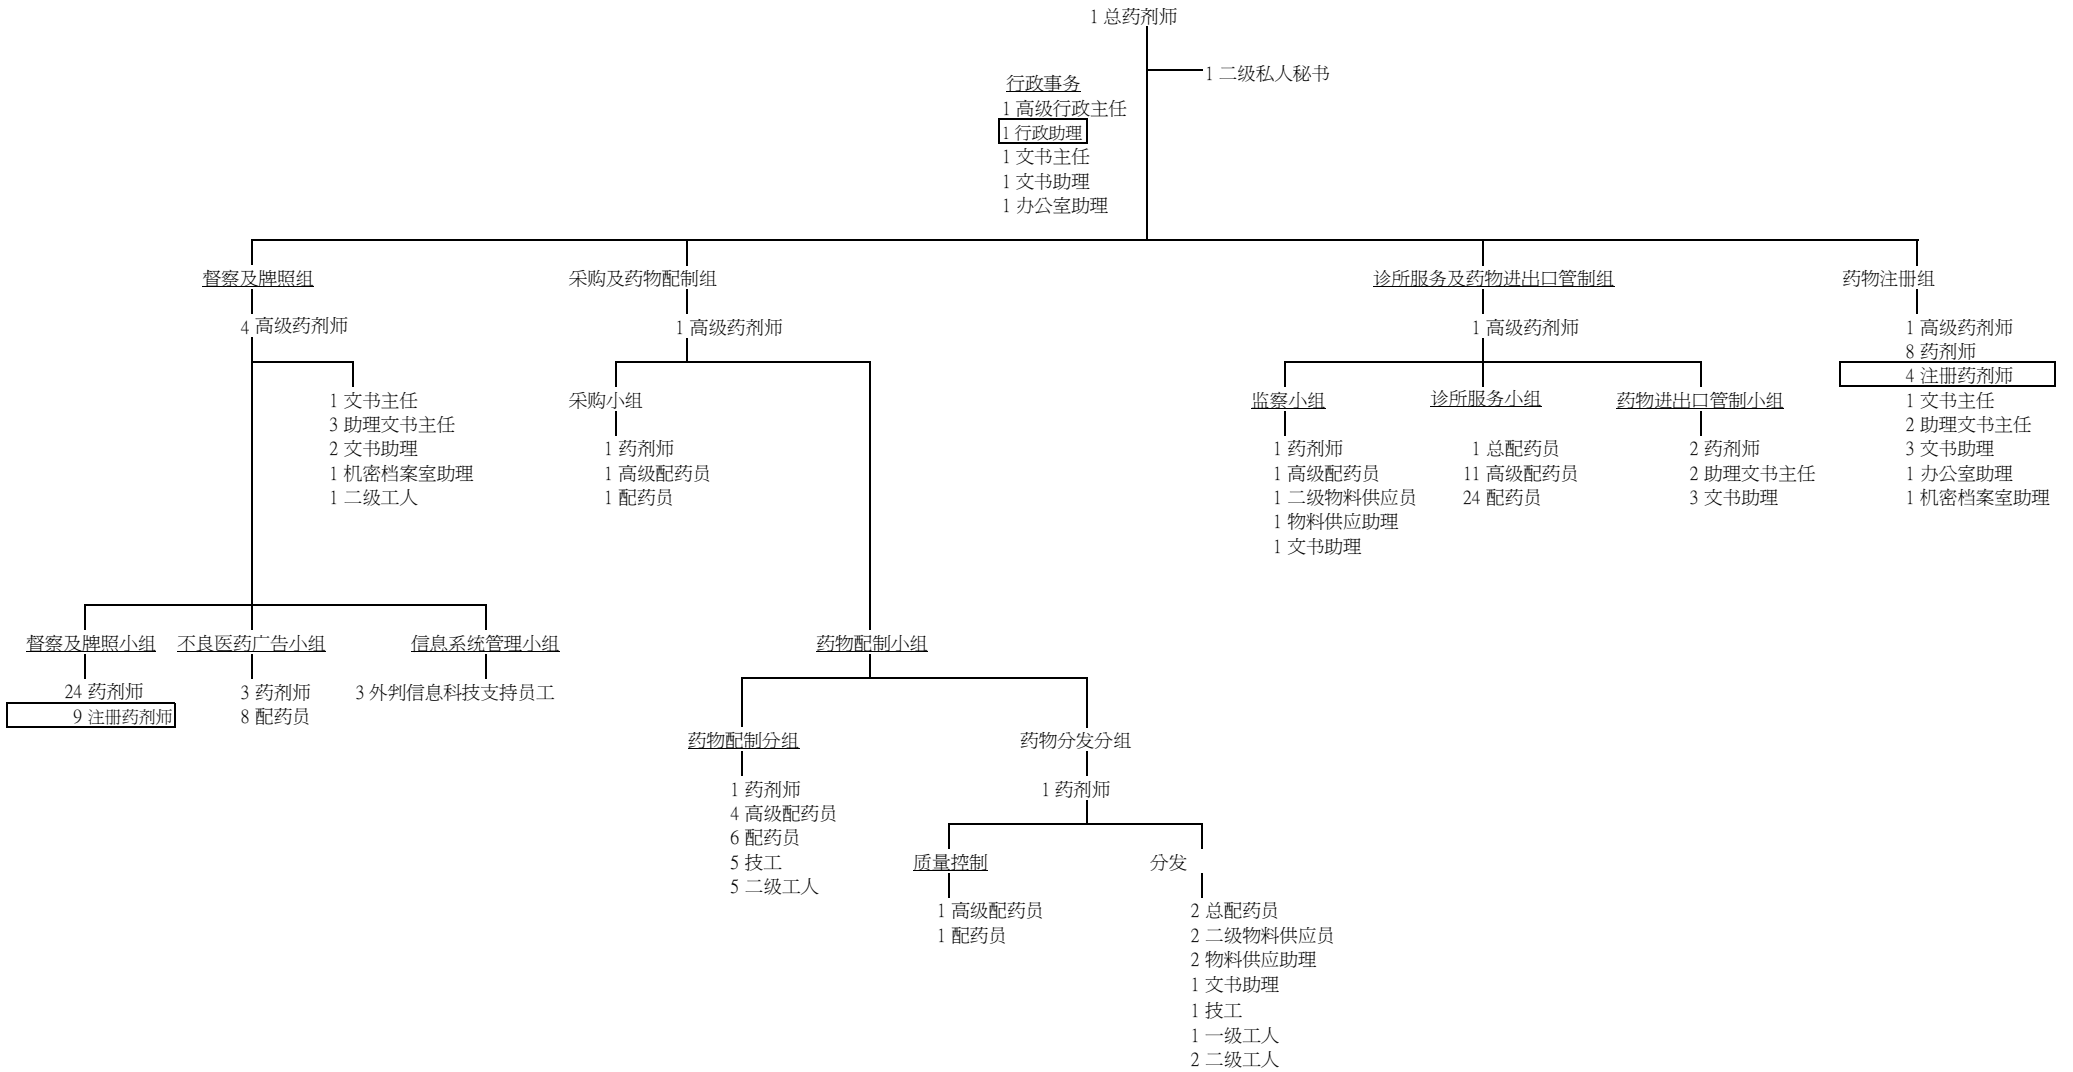 1 总药剂师
1 二级私人秘书
行政事务
1 高级行政主任
1 行政助理
1 文书主任
1 文书助理
1 办公室助理
督察及牌照组
4 高级药剂师
1 文书主任
3 助理文书主任
2 文书助理
1 机密档案室助理
1 二级工人
督察及牌照小组
24 药剂师
9 注册药剂师
不良医药广告小组
3 药剂师
8 配药员
信息系统管理小组
3 外判信息科技支持员工
采购及药物配制组
1 高级药剂师
采购小组
1 药剂师
1 高级配药员
1 配药员
药物配制小组
药物配制分组
1 药剂师
4 高级配药员
6 配药员
5 技工
5 二级工人
药物分发分组
1 药剂师
质量控制
1 高级配药员
1 配药员
分发
2 总配药员
2 二级物料供应员
2 物料供应助理
1 文书助理
1 技工
1 一级工人
2 二级工人
诊所服务及药物进出口管制组
1 高级药剂师
监察小组
1 药剂师
1 高级配药员
1 二级物料供应员
1 物料供应助理
1 文书助理
诊所服务小组
1 总配药员
11 高级配药员
24 配药员
药物进出口管制小组
2 药剂师
2 助理文书主任
3 文书助理
药物注册组
1 高级药剂师
8 药剂师
4 注册药剂师
1 文书主任
2 助理文书主任
3 文书助理
1 办公室助理
1 机密档案室助理